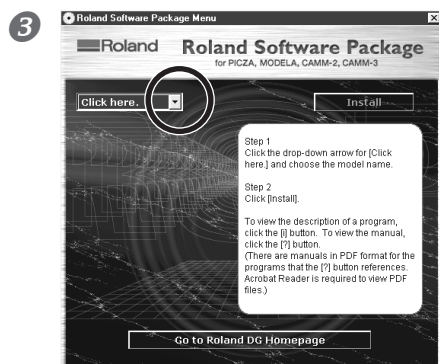 3
Roland Software Package Menu
Roland
Roland Software Package
for PICZA, MODELA, CAMM-2, CAMM-3
Click here.
Install
Step 1
Click the drop-down arrow for [Click
here.] and choose the model name.
Step 2
Click [Install].
To view the description of a program,
click the [i] button. To view the manual,
click the [?] button.
(There are manuals in PDF format for the
programs that the [?] button references.
Acrobat Reader is required to view PDF
files.)
Go to Roland DG Homepage